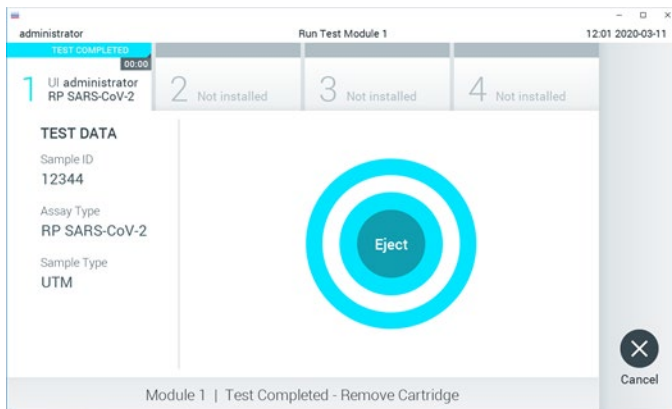 administrator
Run Test Module 1
12:01 2020-03-11
TEST COMPLETED
00:00
1
UI administrator
RP SARS-CoV-2
2 Not installed
3 Not installed
4 Not installed
TEST DATA
Sample ID
12344
Assay Type
RP SARS-CoV-2
Sample Type
UTM
Eject
Cancel
Module 1 | Test Completed - Remove Cartridge